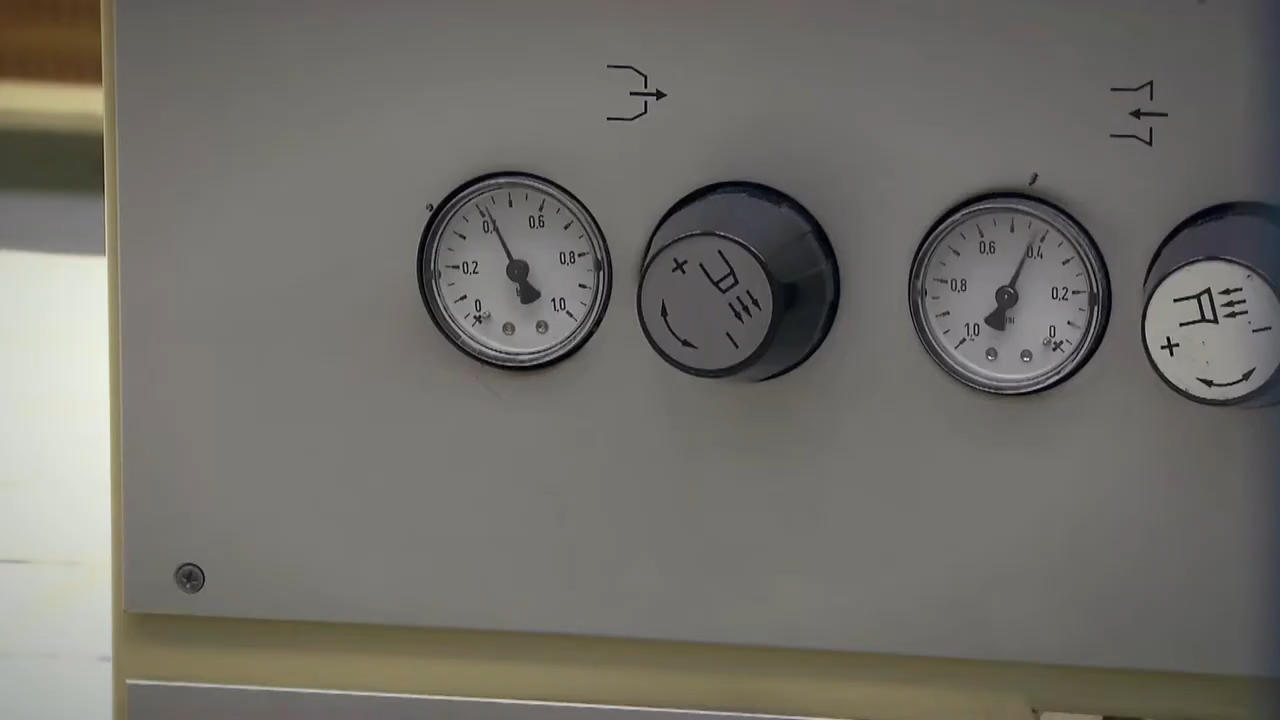 0 0,2 0,4 0,6 0,8 1,0
+ −
1,0 0,8 0,6 0,4 0,2 0
+ −